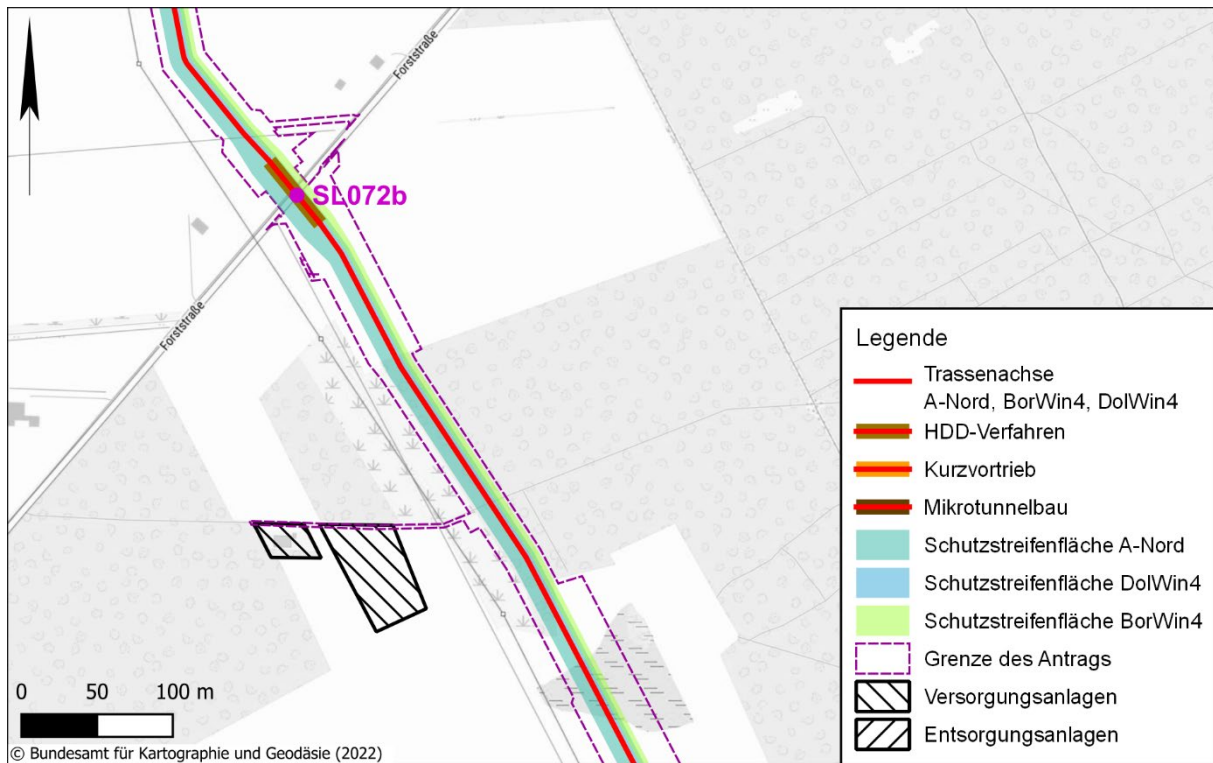 Forststraße
SL072b
Forststraße
Legende
Trassenachse
A-Nord, BorWin4, DolWin4
HDD-Verfahren
Kurzvortrieb
Mikrotunnelbau
Schutzstreifenfläche A-Nord
Schutzstreifenfläche DolWin4
Schutzstreifenfläche BorWin4
Grenze des Antrags
Versorgungsanlagen
Entsorgungsanlagen
0 50 100 m
© Bundesamt für Kartographie und Geodäsie (2022)